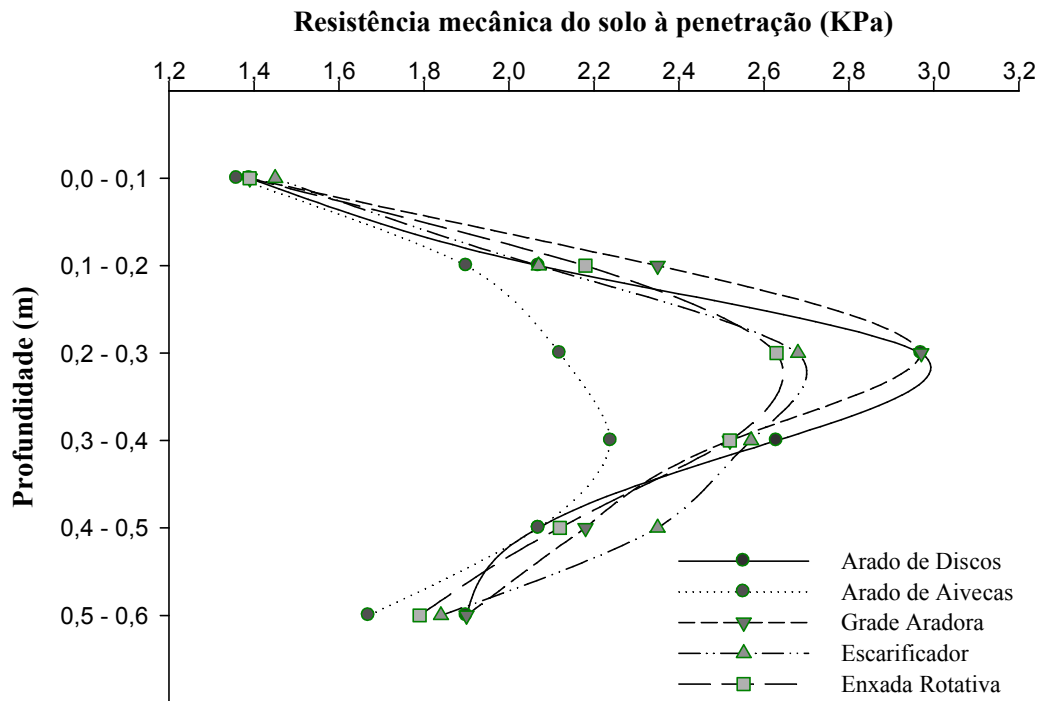 Resistência mecânica do solo à penetração (KPa)
1,2 1,4 1,6 1,8 2,0 2,2 2,4 2,6 2,8 3,0 3,2
Profundidade (m)
0,0 - 0,1
0,1 - 0,2
0,2 - 0,3
0,3 - 0,4
0,4 - 0,5
0,5 - 0,6
Arado de Discos
Arado de Aivecas
Grade Aradora
Escarificador
Enxada Rotativa